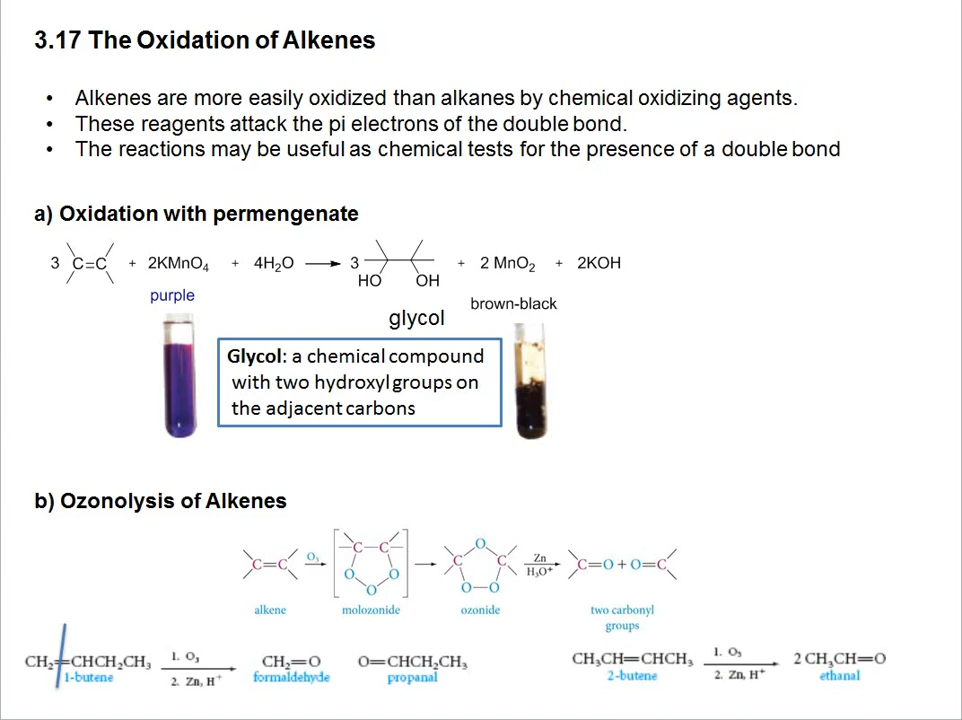 3.17 The Oxidation of Alkenes
• Alkenes are more easily oxidized than alkanes by chemical oxidizing agents.
• These reagents attack the pi electrons of the double bond.
• The reactions may be useful as chemical tests for the presence of a double bond
a) Oxidation with permengenate
3 C=C + 2KMnO₄ + 4H₂O → 3 HO OH + 2 MnO₂ + 2KOH
purple
brown-black
glycol
Glycol: a chemical compound
with two hydroxyl groups on
the adjacent carbons
b) Ozonolysis of Alkenes
C=C O₃ → [C–C O O O] → O C C O–O Zn H₃O⁺ → C=O + O=C
alkene molozonide ozonide two carbonyl
groups
CH₂=CHCH₂CH₃ 1. O₃ 2. Zn, H⁺ → CH₂=O O=CHCH₂CH₃ CH₃CH=CHCH₃ 1. O₃ 2. Zn, H⁺ → 2 CH₃CH=O
1-butene formaldehyde propanal 2-butene ethanal